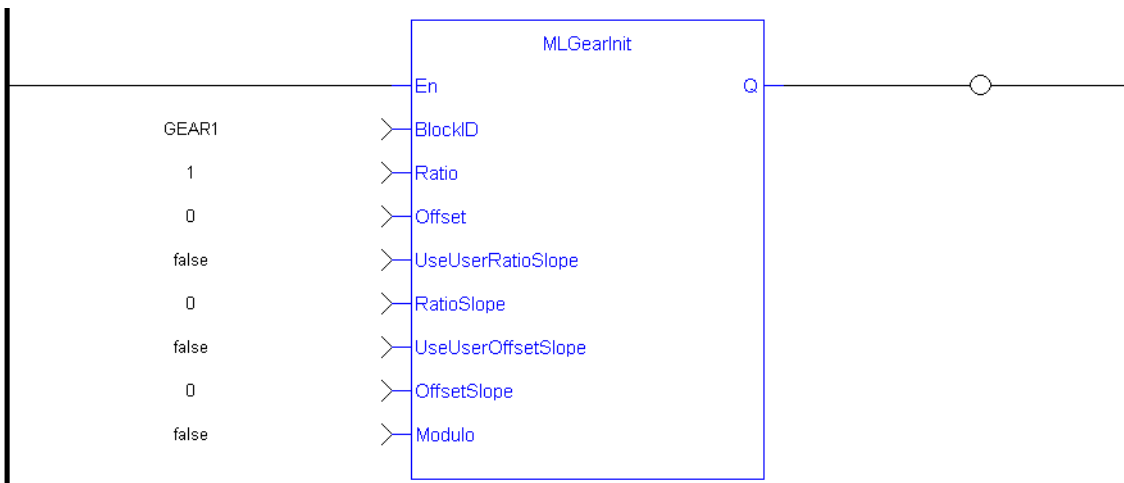 MLGearInit
En Q
GEAR1 BlockID
1 Ratio
0 Offset
false UseUserRatioSlope
0 RatioSlope
false UseUserOffsetSlope
0 OffsetSlope
false Modulo